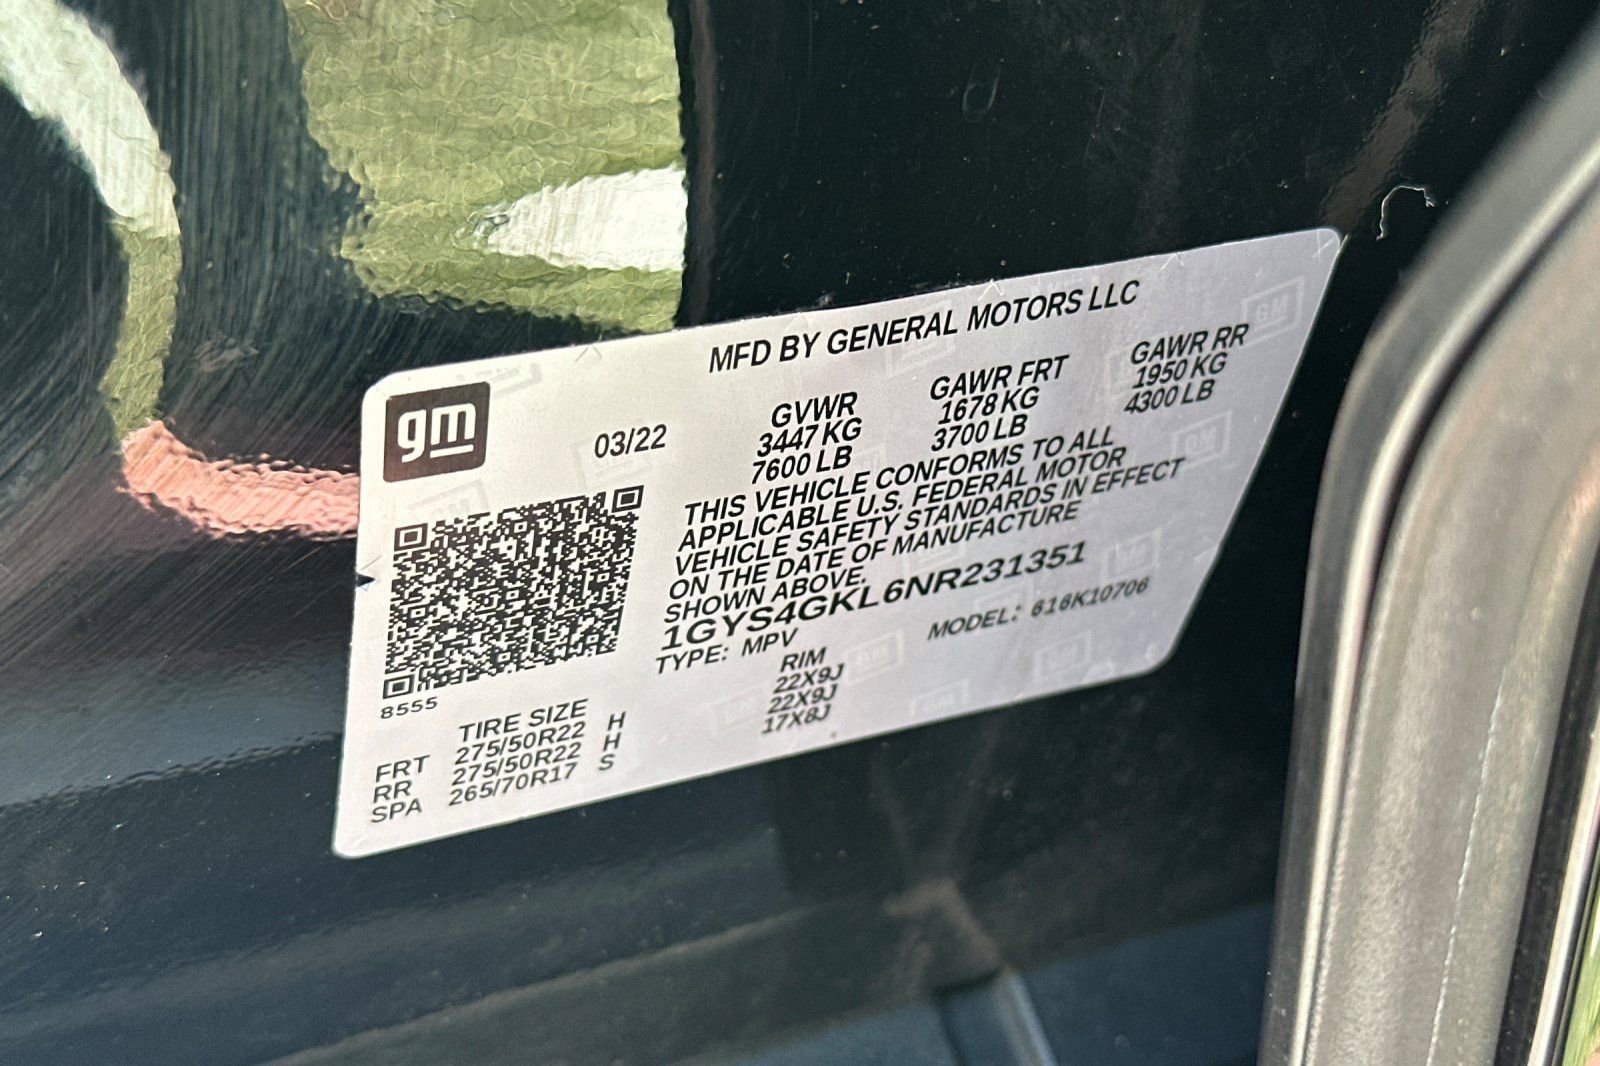 MFD BY GENERAL MOTORS LLC
gm
03/22
GVWR GAWR FRT GAWR RR
3447 KG 1678 KG 1950 KG
7600 LB 3700 LB 4300 LB
THIS VEHICLE CONFORMS TO ALL
APPLICABLE U.S. FEDERAL MOTOR
VEHICLE SAFETY STANDARDS IN EFFECT
ON THE DATE OF MANUFACTURE
SHOWN ABOVE.
1GYS4GKL6NR231351
TYPE: MPV MODEL: 616K10706
8555
TIRE SIZE RIM
FRT 275/50R22 H 22X9J
RR 275/50R22 H 22X9J
SPA 265/70R17 S 17X8J